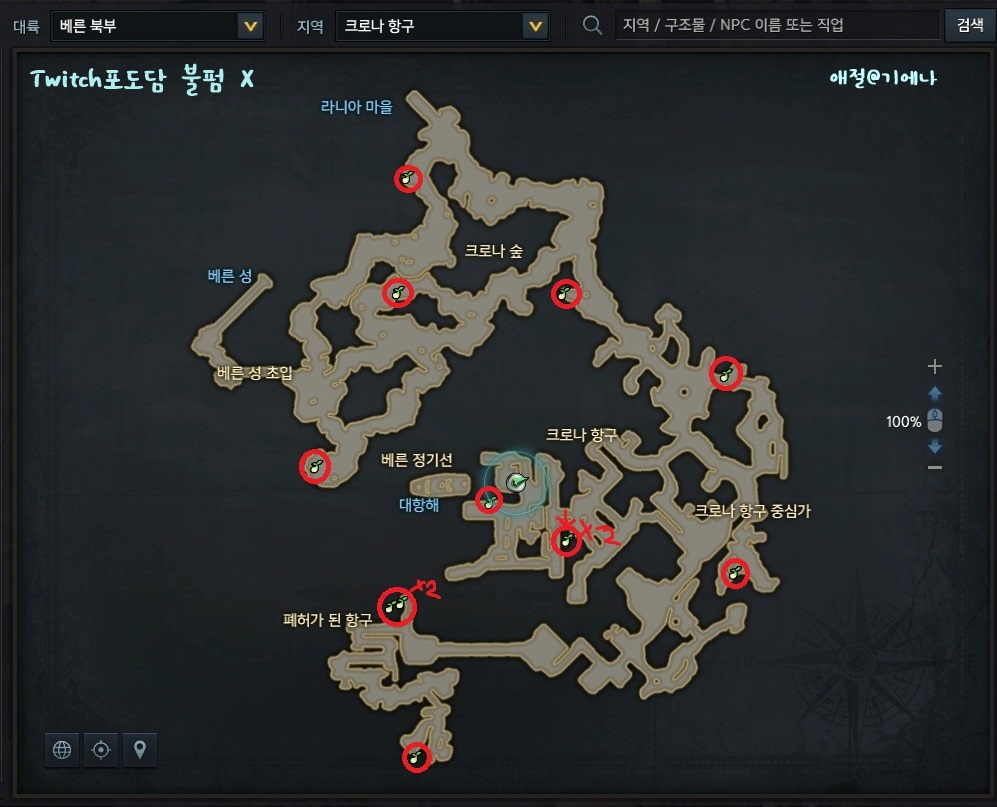 대륙 베른 북부 지역 크로나 항구 지역 / 구조물 / NPC 이름 또는 직업 검색
Twitch포도담 불펌 X 애절@기에나
라니아 마을
크로나 숲
베른 성
베른 성 초입
100%
크로나 항구
베른 정기선
대항해
크로나 항구 중심가
*×2
×2
폐허가 된 항구